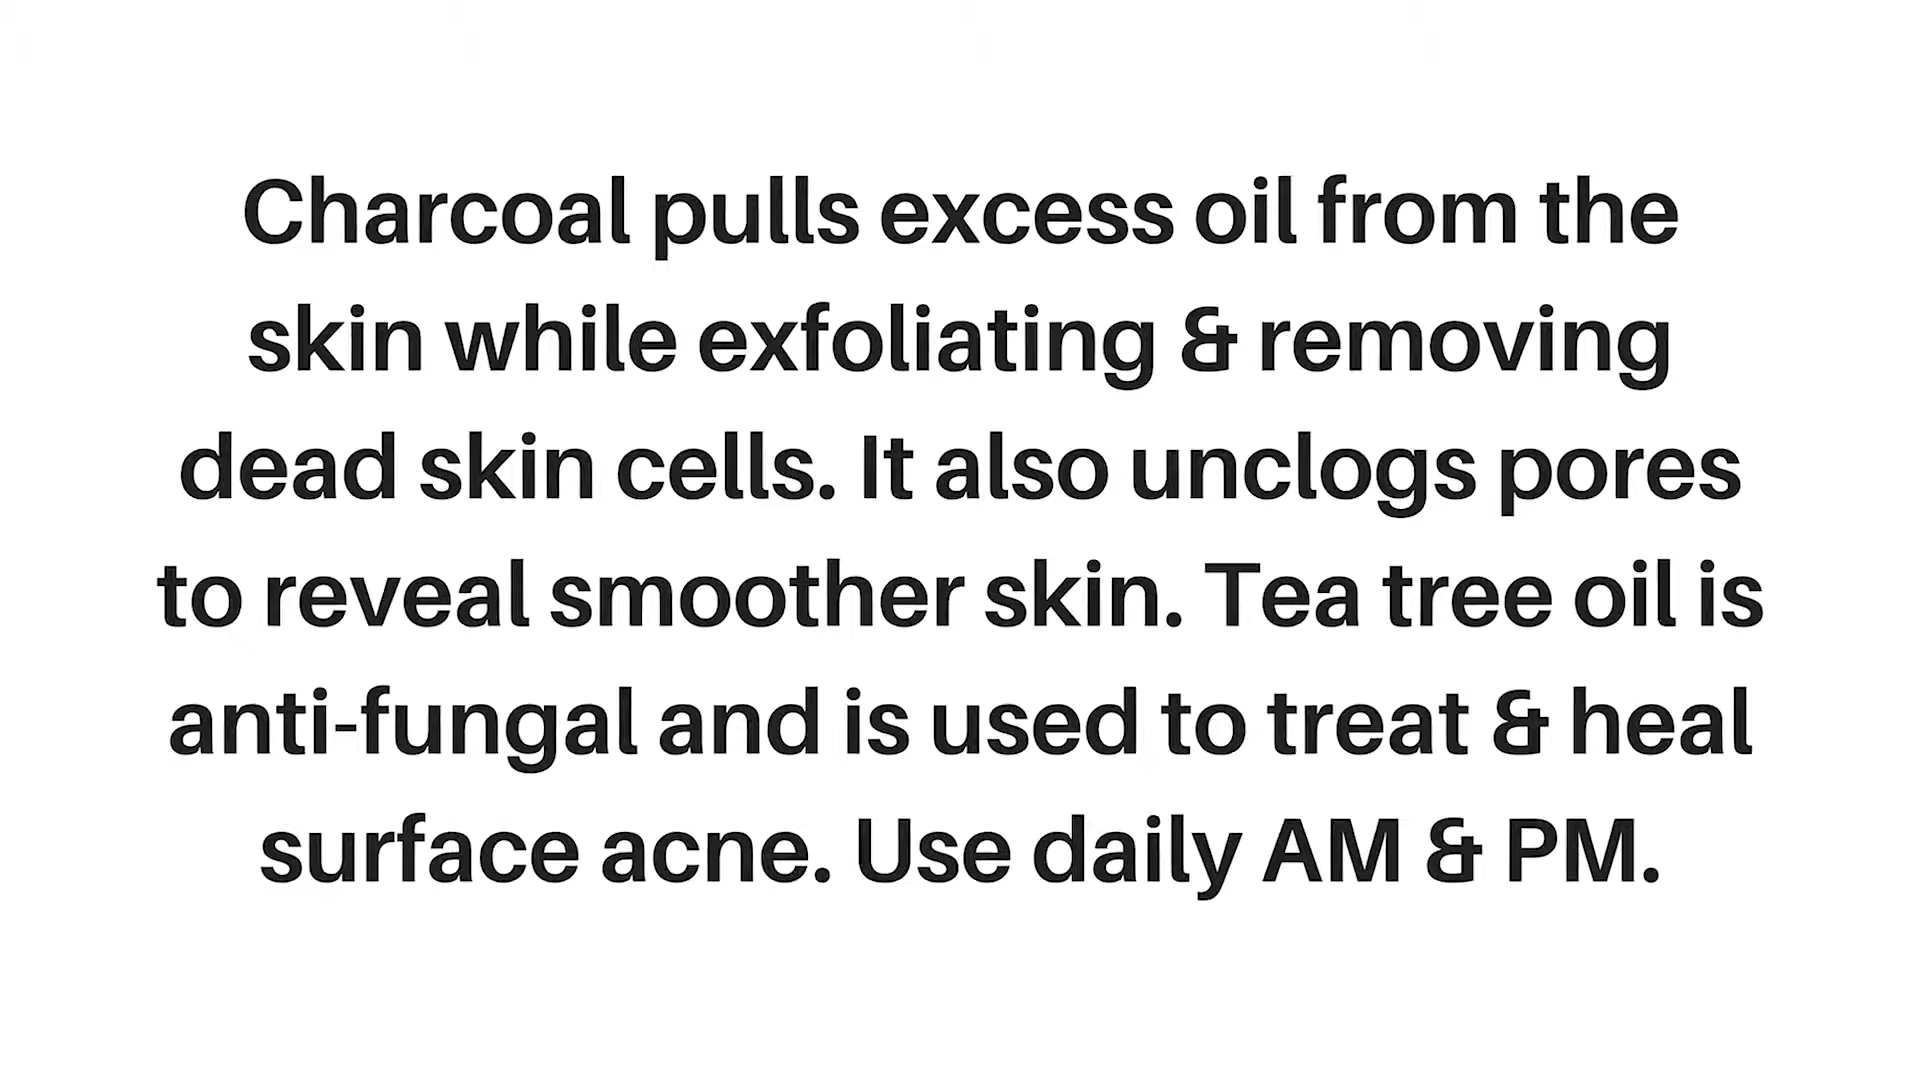 Charcoal pulls excess oil from the
skin while exfoliating & removing
dead skin cells. It also unclogs pores
to reveal smoother skin. Tea tree oil is
anti-fungal and is used to treat & heal
surface acne. Use daily AM & PM.